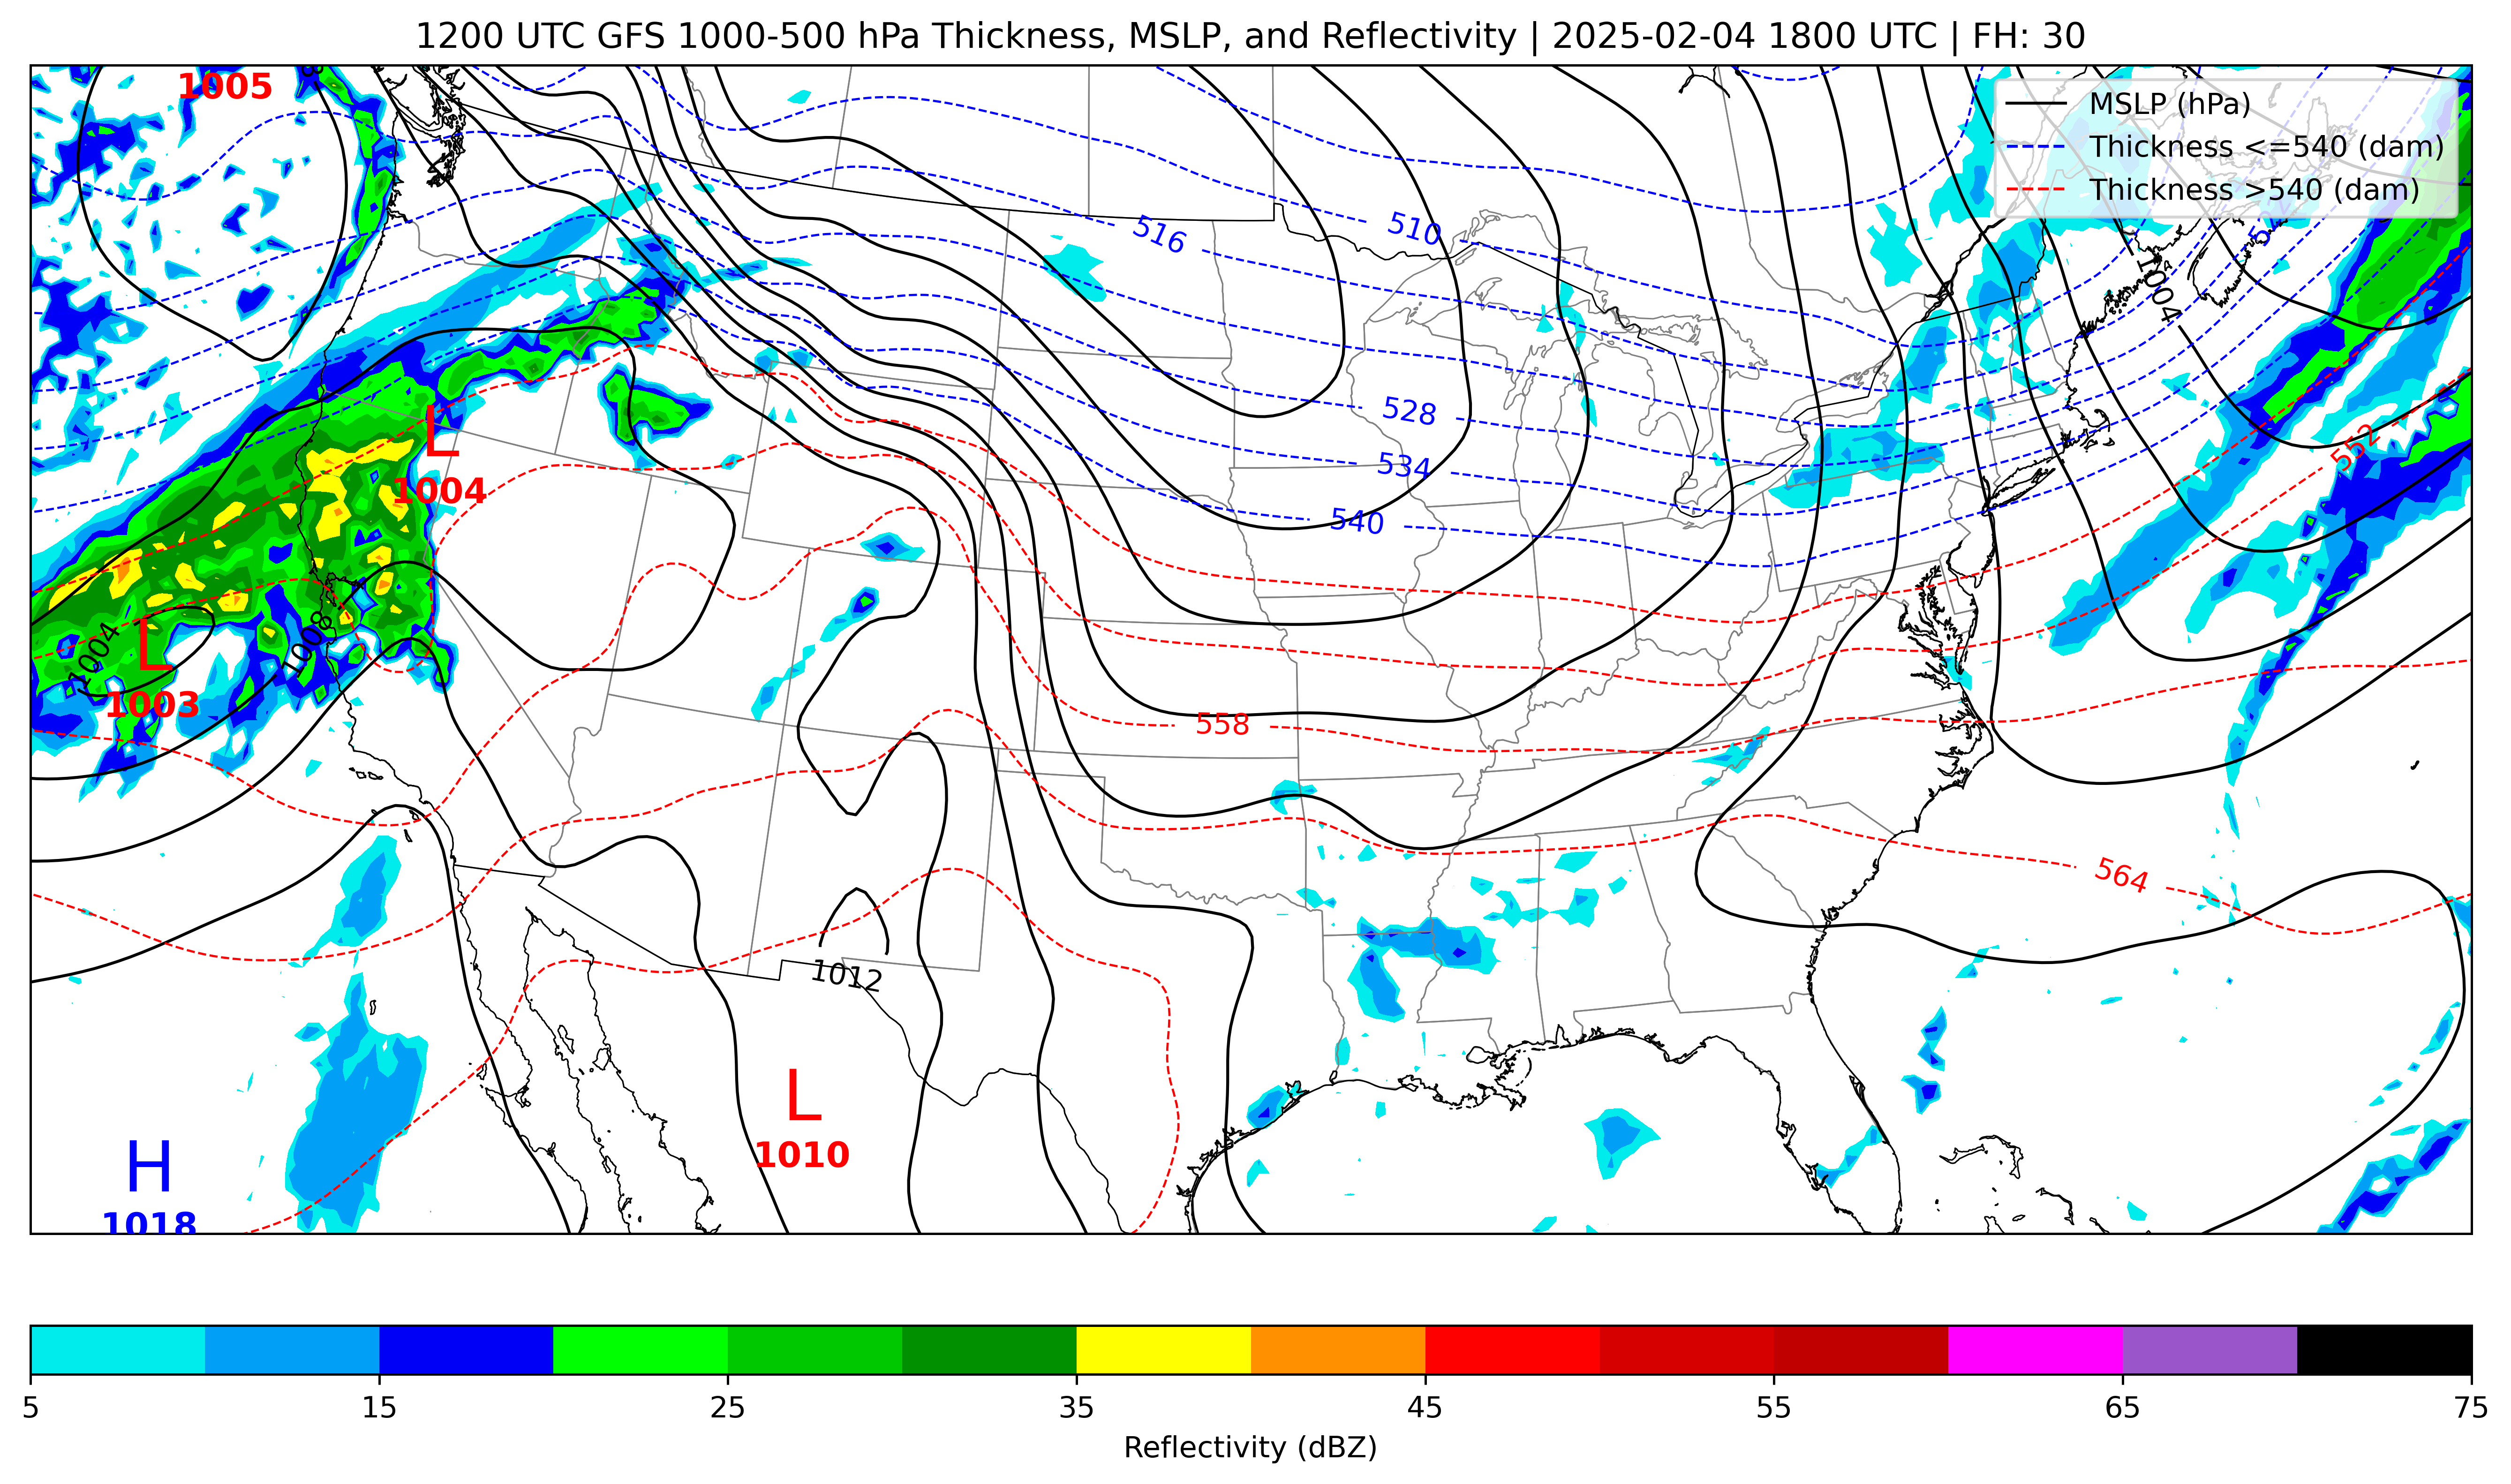 1200 UTC GFS 1000-500 hPa Thickness, MSLP, and Reflectivity | 2025-02-04 1800 UTC | FH: 30
1005
MSLP (hPa)
Thickness <=540 (dam)
Thickness >540 (dam)
516
510
1004
528
552
L
534
1004
540
1008
L
1004
1003
558
564
1012
L
1010
H
1018
5
15
25
35
45
55
65
75
Reflectivity (dBZ)